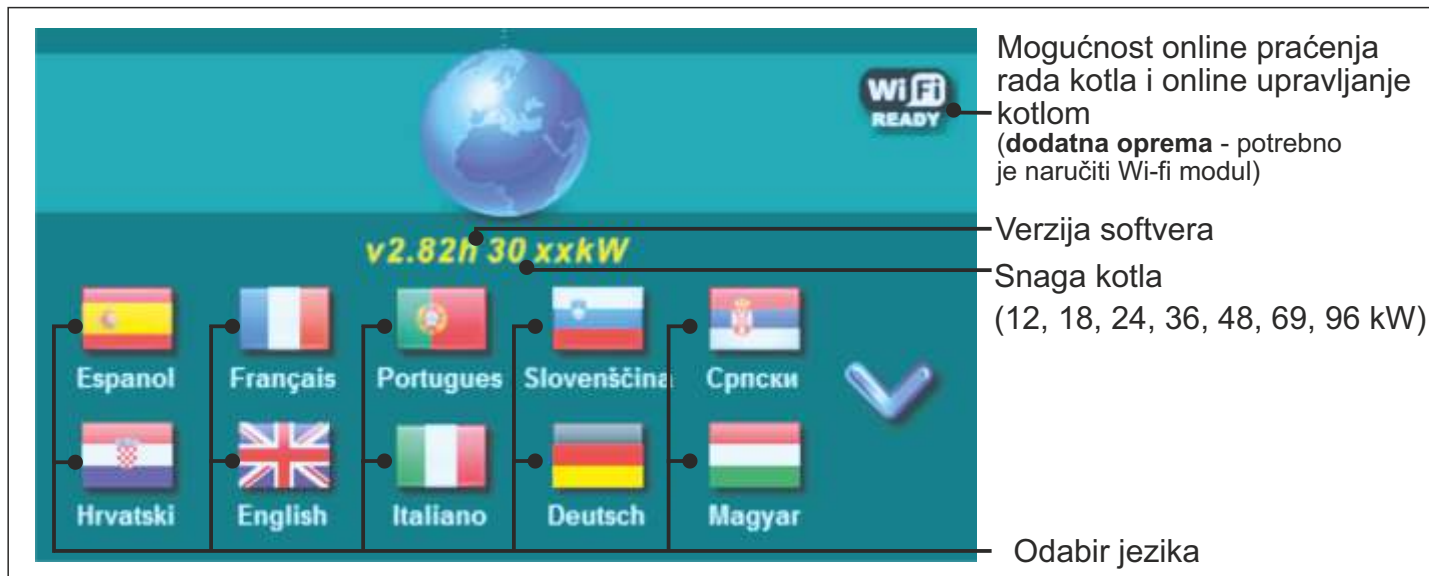 Wi Fi
READY
Mogućnost online praćenja
rada kotla i online upravljanje
kotlom
(dodatna oprema - potrebno
je naručiti Wi-fi modul)
v2.82h 30 xxkW
Verzija softvera
Snaga kotla
(12, 18, 24, 36, 48, 69, 96 kW)
Espanol Français Portugues Slovenščina Српски
Hrvatski English Italiano Deutsch Magyar
Odabir jezika